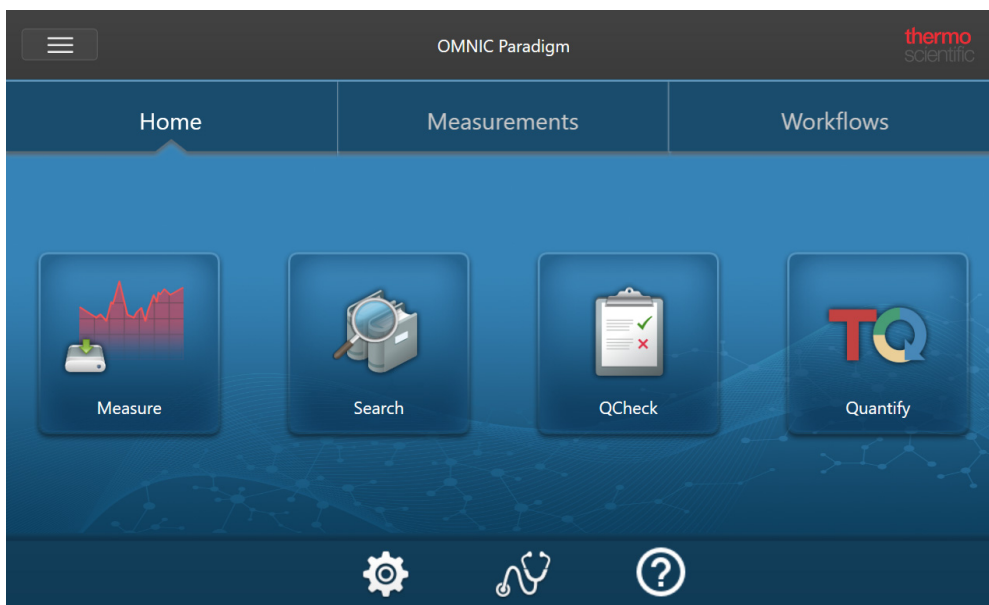 OMNIC Paradigm
thermo
scientific
Home
Measurements
Workflows
TQ
Measure
Search
QCheck
Quantify
?